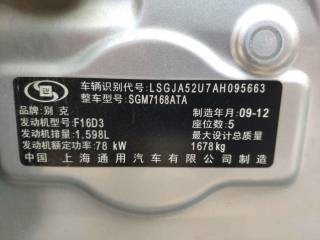 车辆识别代号: LSGJA52U7AH095663
整车型号: SGM7168ATA
品牌: 别克 制造年月: 09-12
发动机型号: F16D3 座位数: 5
发动机排量: 1.598L 最大设计总质量
发动机额定功率: 78 kW 1678kg
中国 上海通用汽车有限公司制造